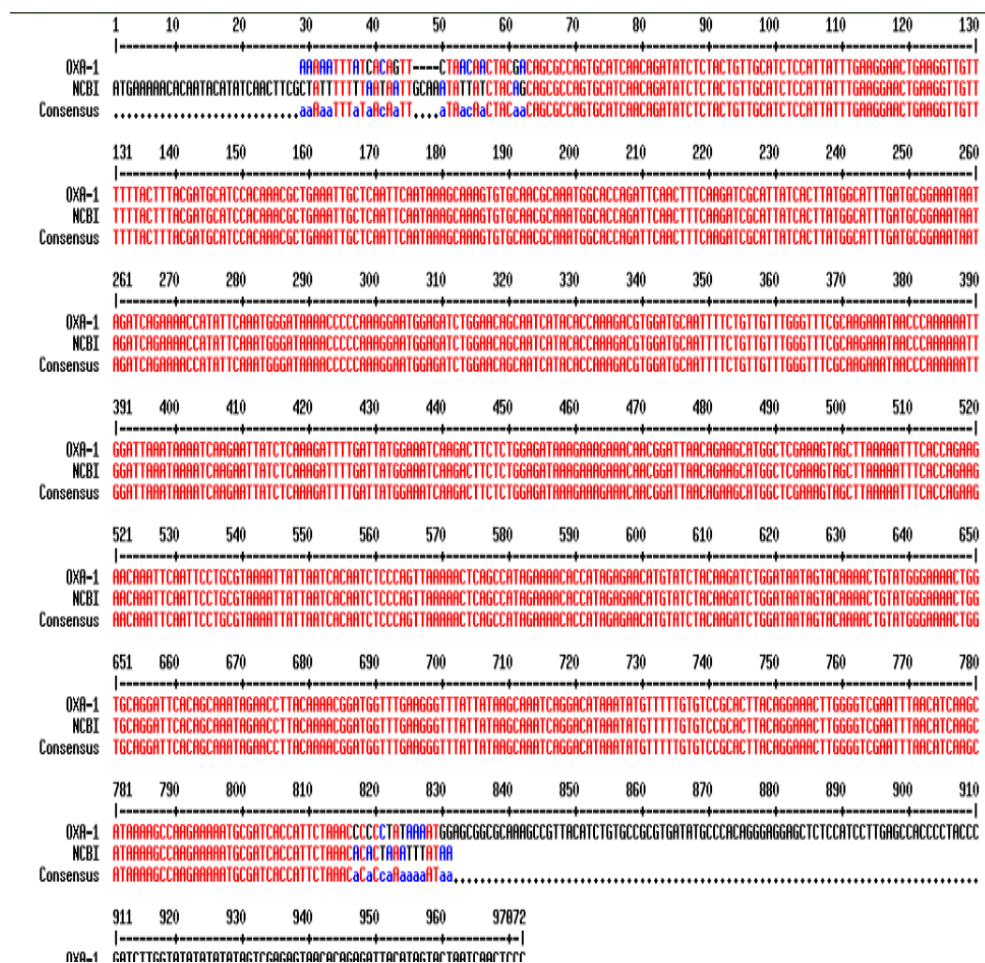 1 10 20 30 40 50 60 70 80 90 100 110 120 130
|---------+---------+---------+---------+---------+---------+---------+---------+---------+---------+---------+---------+---------|
OXA-1 AAAAATTTATCACAGTT----CTAACAACTACGACAGCGCCAGTGCATCAACAGATATCTCTACTGTTGCATCTCCATTATTTGAAGGAACTGAAGGTTGTT
NCBI ATGAAAAACACAATACATATCAACTTCGCTATTTTTTTAATAATTGCAAATATTATCTACAGCAGCGCCAGTGCATCAACAGATATCTCTACTGTTGCATCTCCATTATTTGAAGGAACTGAAGGTTGTT
Consensus ............................aaAaaTTTaTaAcAaTT....aTAacAaCTACaaCAGCGCCAGTGCATCAACAGATATCTCTACTGTTGCATCTCCATTATTTGAAGGAACTGAAGGTTGTT
131 140 150 160 170 180 190 200 210 220 230 240 250 260
|---------+---------+---------+---------+---------+---------+---------+---------+---------+---------+---------+---------+---------|
OXA-1 TTTTACTTTACGATGCATCCACAAACGCTGAAATTGCTCAATTCAATAAAGCAAAGTGTGCAACGCAAATGGCACCAGATTCAACTTTCAAGATCGCATTATCACTTATGGCATTTGATGCGGAAATAAT
NCBI TTTTACTTTACGATGCATCCACAAACGCTGAAATTGCTCAATTCAATAAAGCAAAGTGTGCAACGCAAATGGCACCAGATTCAACTTTCAAGATCGCATTATCACTTATGGCATTTGATGCGGAAATAAT
Consensus TTTTACTTTACGATGCATCCACAAACGCTGAAATTGCTCAATTCAATAAAGCAAAGTGTGCAACGCAAATGGCACCAGATTCAACTTTCAAGATCGCATTATCACTTATGGCATTTGATGCGGAAATAAT
261 270 280 290 300 310 320 330 340 350 360 370 380 390
|---------+---------+---------+---------+---------+---------+---------+---------+---------+---------+---------+---------+---------|
OXA-1 AGATCAGAAAACCATATTCAAATGGGATAAAACCCCCAAAGGAATGGAGATCTGGAACAGCAATCATACACCAAAGACGTGGATGCAATTTTCTGTTGTTTGGGTTTCGCAAGAAATAACCCAAAAAATT
NCBI AGATCAGAAAACCATATTCAAATGGGATAAAACCCCCAAAGGAATGGAGATCTGGAACAGCAATCATACACCAAAGACGTGGATGCAATTTTCTGTTGTTTGGGTTTCGCAAGAAATAACCCAAAAAATT
Consensus AGATCAGAAAACCATATTCAAATGGGATAAAACCCCCAAAGGAATGGAGATCTGGAACAGCAATCATACACCAAAGACGTGGATGCAATTTTCTGTTGTTTGGGTTTCGCAAGAAATAACCCAAAAAATT
391 400 410 420 430 440 450 460 470 480 490 500 510 520
|---------+---------+---------+---------+---------+---------+---------+---------+---------+---------+---------+---------+---------|
OXA-1 GGATTAAATAAAATCAAGAATTATCTCAAAGATTTTGATTATGGAAATCAAGACTTCTCTGGAGATAAAGAAAGAAACAACGGATTAACAGAAGCATGGCTCGAAAGTAGCTTAAAAATTTCACCAGAAG
NCBI GGATTAAATAAAATCAAGAATTATCTCAAAGATTTTGATTATGGAAATCAAGACTTCTCTGGAGATAAAGAAAGAAACAACGGATTAACAGAAGCATGGCTCGAAAGTAGCTTAAAAATTTCACCAGAAG
Consensus GGATTAAATAAAATCAAGAATTATCTCAAAGATTTTGATTATGGAAATCAAGACTTCTCTGGAGATAAAGAAAGAAACAACGGATTAACAGAAGCATGGCTCGAAAGTAGCTTAAAAATTTCACCAGAAG
521 530 540 550 560 570 580 590 600 610 620 630 640 650
|---------+---------+---------+---------+---------+---------+---------+---------+---------+---------+---------+---------+---------|
OXA-1 AACAAATTCAATTCCTGCGTAAAATTATTAATCACAATCTCCCAGTTAAAAACTCAGCCATAGAAAACACCATAGAGAACATGTATCTACAAGATCTGGATAATAGTACAAAACTGTATGGGAAAACTGG
NCBI AACAAATTCAATTCCTGCGTAAAATTATTAATCACAATCTCCCAGTTAAAAACTCAGCCATAGAAAACACCATAGAGAACATGTATCTACAAGATCTGGATAATAGTACAAAACTGTATGGGAAAACTGG
Consensus AACAAATTCAATTCCTGCGTAAAATTATTAATCACAATCTCCCAGTTAAAAACTCAGCCATAGAAAACACCATAGAGAACATGTATCTACAAGATCTGGATAATAGTACAAAACTGTATGGGAAAACTGG
651 660 670 680 690 700 710 720 730 740 750 760 770 780
|---------+---------+---------+---------+---------+---------+---------+---------+---------+---------+---------+---------+---------|
OXA-1 TGCAGGATTCACAGCAAATAGAACCTTACAAAACGGATGGTTTGAAGGGTTTATTATAAGCAAATCAGGACATAAATATGTTTTTGTGTCCGCACTTACAGGAAACTTGGGGTCGAATTTAACATCAAGC
NCBI TGCAGGATTCACAGCAAATAGAACCTTACAAAACGGATGGTTTGAAGGGTTTATTATAAGCAAATCAGGACATAAATATGTTTTTGTGTCCGCACTTACAGGAAACTTGGGGTCGAATTTAACATCAAGC
Consensus TGCAGGATTCACAGCAAATAGAACCTTACAAAACGGATGGTTTGAAGGGTTTATTATAAGCAAATCAGGACATAAATATGTTTTTGTGTCCGCACTTACAGGAAACTTGGGGTCGAATTTAACATCAAGC
781 790 800 810 820 830 840 850 860 870 880 890 900 910
|---------+---------+---------+---------+---------+---------+---------+---------+---------+---------+---------+---------+---------|
OXA-1 ATAAAAGCCAAGAAAAATGCGATCACCATTCTAAACCCCCCTATAAAATGGAGCGGCGCAAAGCCGTTACATCTGTGCCGCGTGATATGCCCACAGGGAGGAGCTCTCCATCCTTGAGCCACCCCTACCC
NCBI ATAAAAGCCAAGAAAAATGCGATCACCATTCTAAACACACTAAATTTATAA
Consensus ATAAAAGCCAAGAAAAATGCGATCACCATTCTAAACaCaCcaAaaaaATaa...............................................................................
911 920 930 940 950 960 97072
|---------+---------+---------+---------+---------+---------+-|
OXA-1 GATCTTGGTATATATATATAGTCGAGAGTAACACAGAGATTACATAGTACTAATCAACTCCC